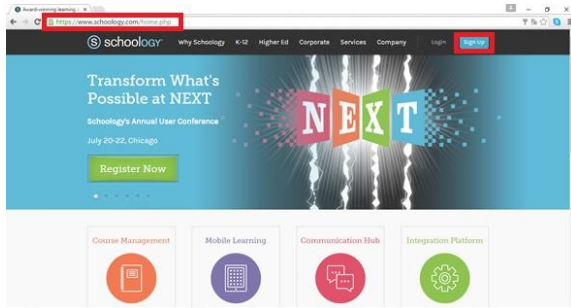 Award-winning learning
https://www.schoology.com/home.php
S schoology Why Schoology K-12 Higher Ed Corporate Services Company Login Sign Up
Transform What's
Possible at NEXT
Schoology's Annual User Conference
July 20-22, Chicago
Register Now
NEXT
Course Management Mobile Learning Communication Hub Integration Platform